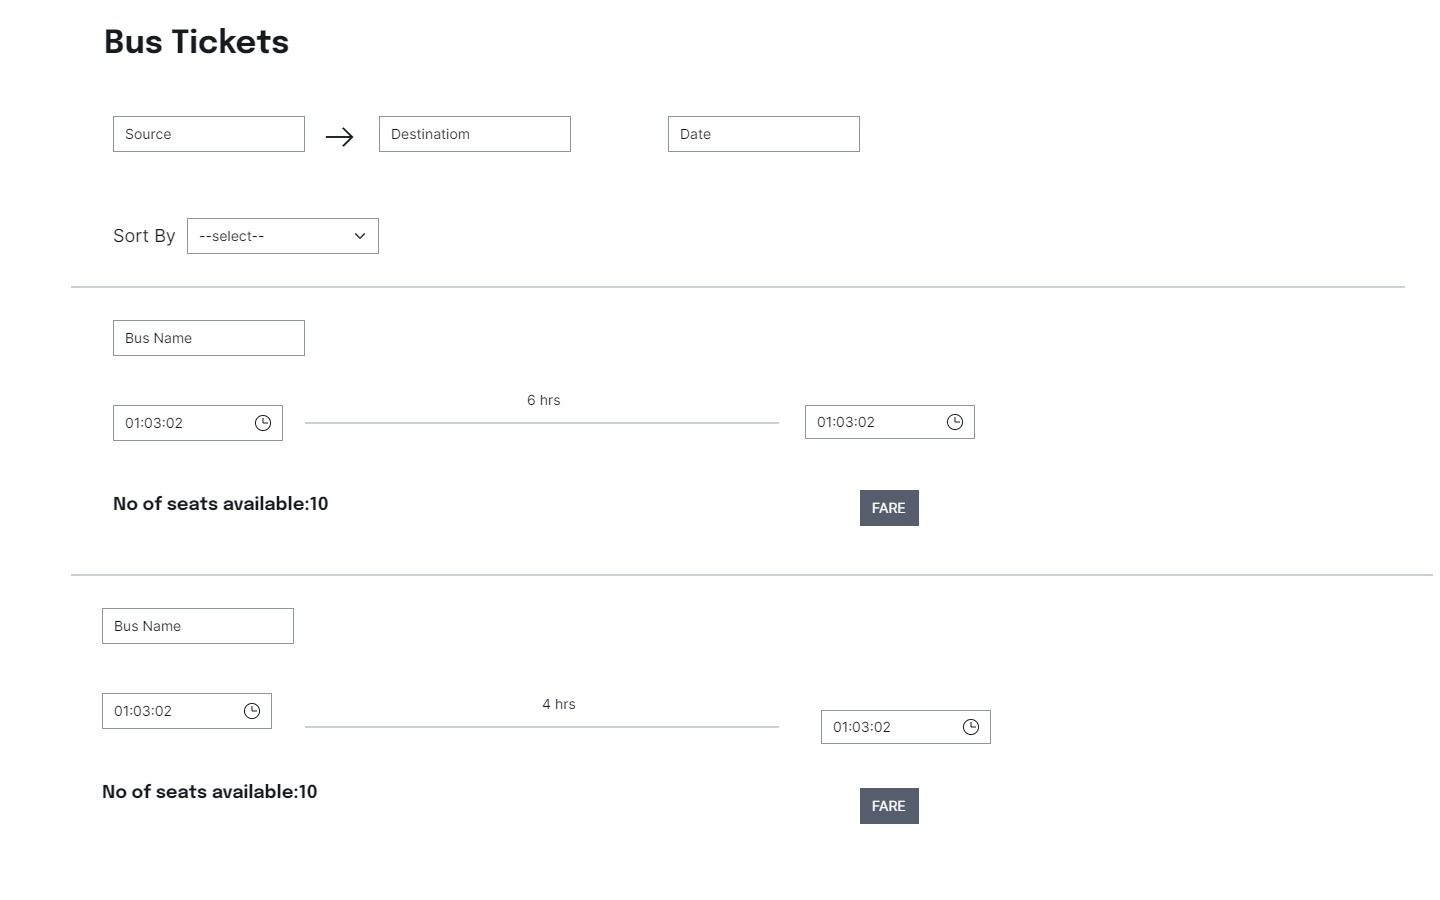 Bus Tickets
Source
Destinatiom
Date
Sort By
--select--
Bus Name
6 hrs
01:03:02
01:03:02
No of seats available:10
FARE
Bus Name
4 hrs
01:03:02
01:03:02
No of seats available:10
FARE